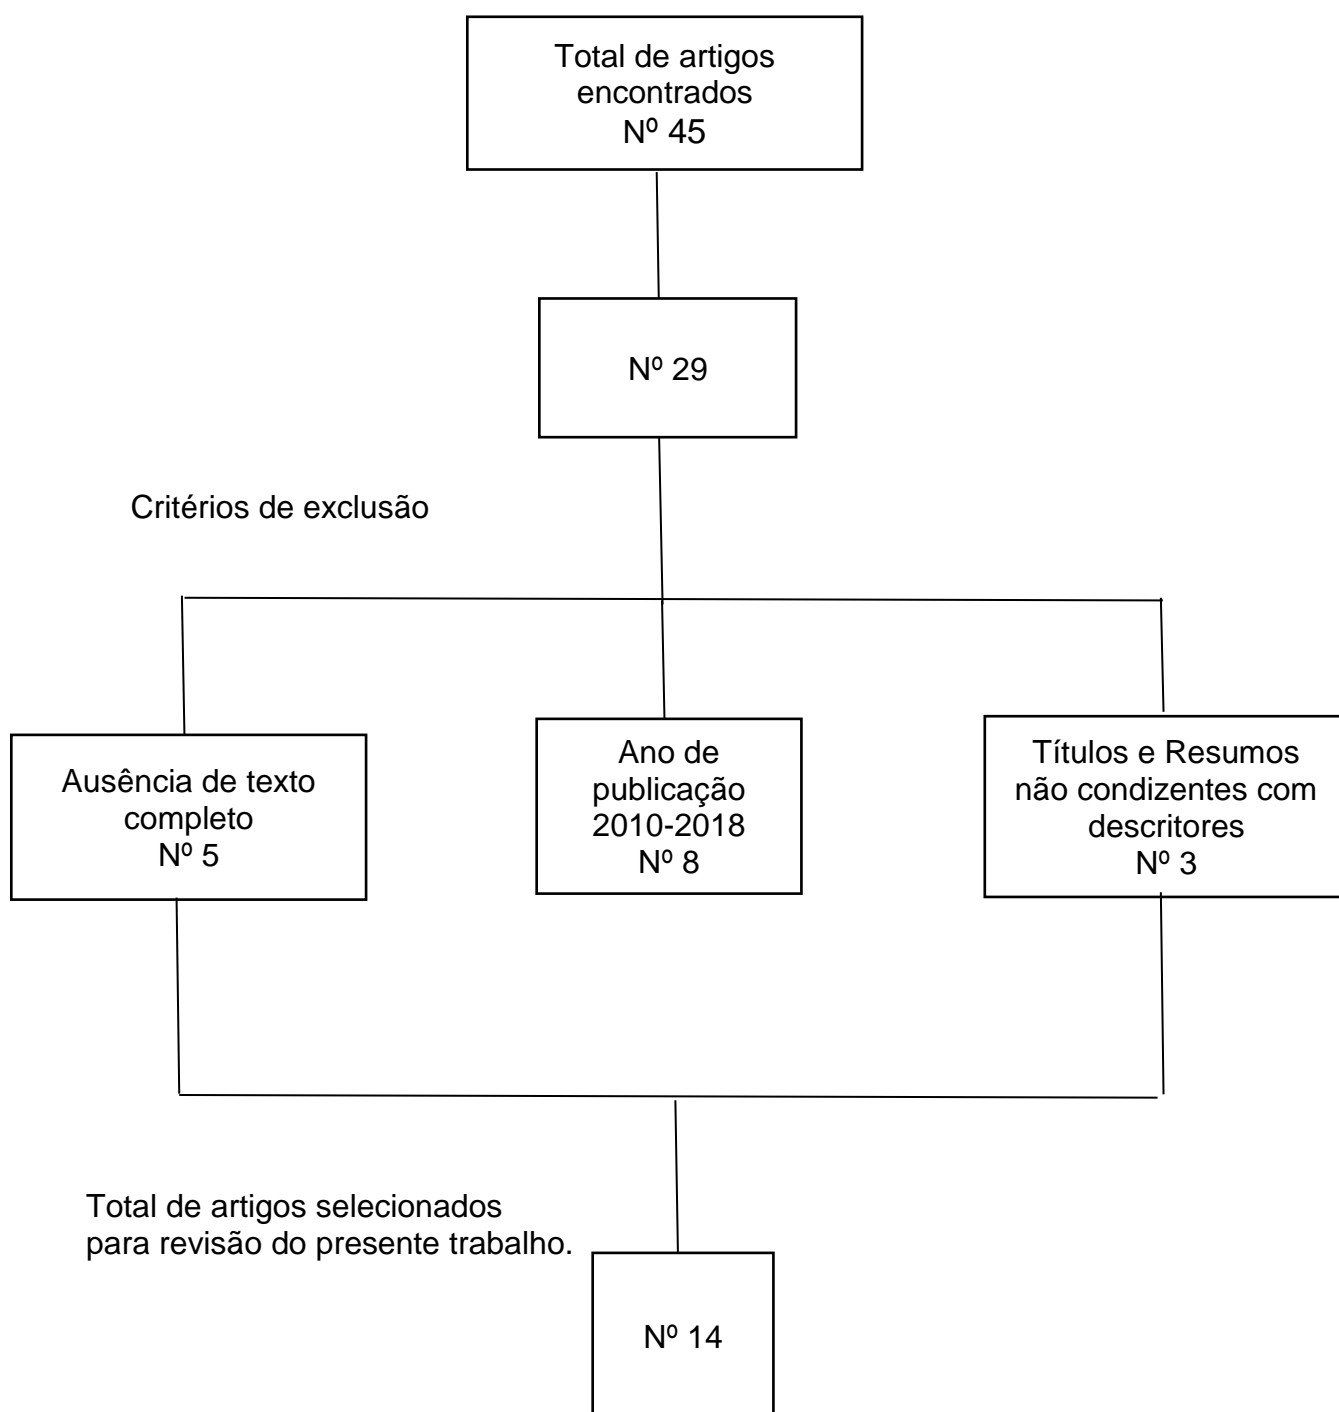 Total de artigos
encontrados
Nº 45
Nº 29
Critérios de exclusão
Ausência de texto
completo
Nº 5
Ano de
publicação
2010-2018
Nº 8
Títulos e Resumos
não condizentes com
descritores
Nº 3
Total de artigos selecionados
para revisão do presente trabalho.
Nº 14